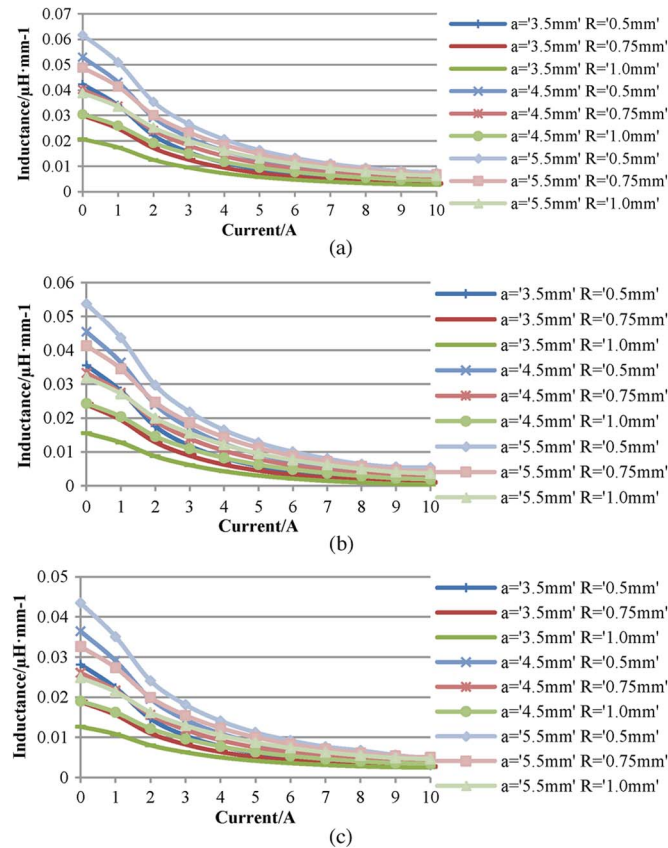 0.07
0.06
0.05
0.04
0.03
0.02
0.01
0
Inductance/μH·mm-1
0 1 2 3 4 5 6 7 8 9 10
Current/A
a='3.5mm' R='0.5mm'
a='3.5mm' R='0.75mm'
a='3.5mm' R='1.0mm'
a='4.5mm' R='0.5mm'
a='4.5mm' R='0.75mm'
a='4.5mm' R='1.0mm'
a='5.5mm' R='0.5mm'
a='5.5mm' R='0.75mm'
a='5.5mm' R='1.0mm'
(a)
0.06
0.05
0.04
0.03
0.02
0.01
0
Inductance/μH·mm-1
0 1 2 3 4 5 6 7 8 9 10
Current/A
a='3.5mm' R='0.5mm'
a='3.5mm' R='0.75mm'
a='3.5mm' R='1.0mm'
a='4.5mm' R='0.5mm'
a='4.5mm' R='0.75mm'
a='4.5mm' R='1.0mm'
a='5.5mm' R='0.5mm'
a='5.5mm' R='0.75mm'
a='5.5mm' R='1.0mm'
(b)
0.05
0.04
0.03
0.02
0.01
0
Inductance/μH·mm-1
0 1 2 3 4 5 6 7 8 9 10
Current/A
a='3.5mm' R='0.5mm'
a='3.5mm' R='0.75mm'
a='3.5mm' R='1.0mm'
a='4.5mm' R='0.5mm'
a='4.5mm' R='0.75mm'
a='4.5mm' R='1.0mm'
a='5.5mm' R='0.5mm'
a='5.5mm' R='0.75mm'
a='5.5mm' R='1.0mm'
(c)